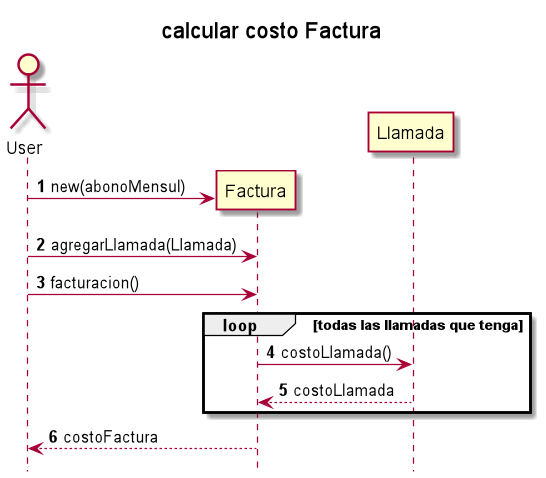 calcular costo Factura
User
Llamada
1 new(abonoMensul)
Factura
2 agregarLlamada(Llamada)
3 facturacion()
loop [todas las llamadas que tenga]
4 costoLlamada()
5 costoLlamada
6 costoFactura